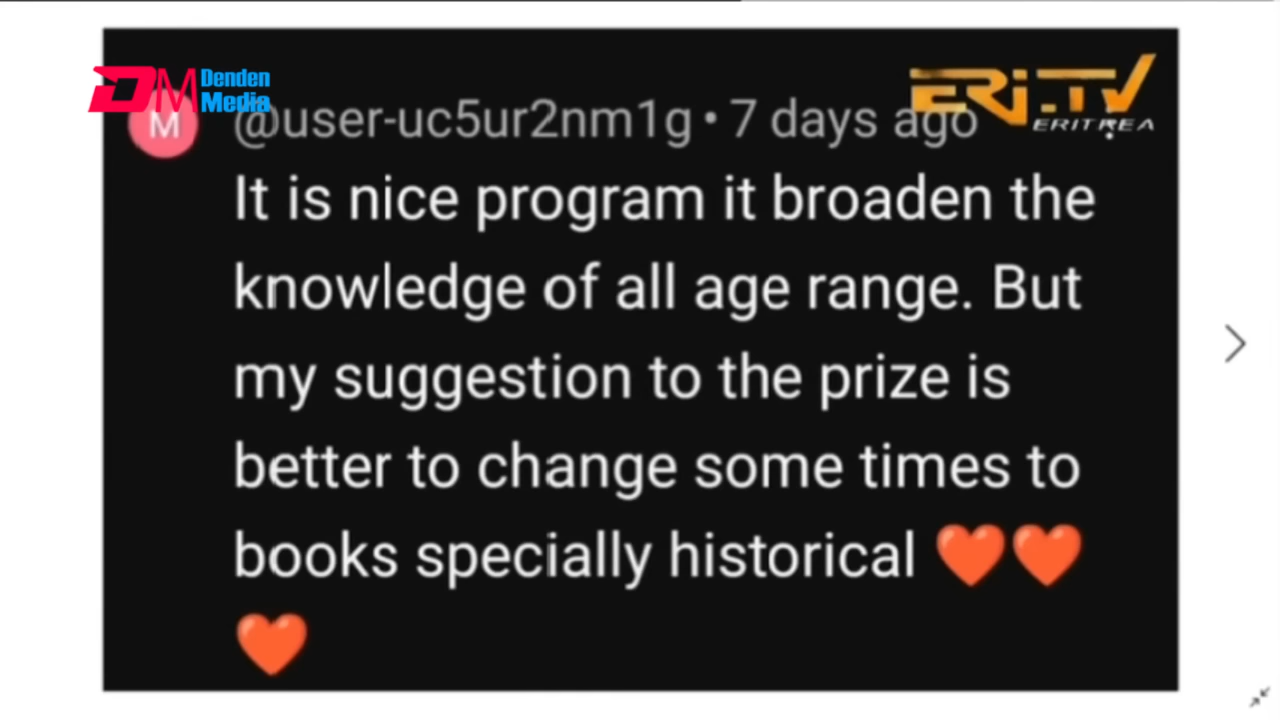 DM Denden
Media
ERi.TV
ERITREA
M
@user-uc5ur2nm1g • 7 days ago
It is nice program it broaden the
knowledge of all age range. But
my suggestion to the prize is
better to change some times to
books specially historical ❤️❤️
❤️